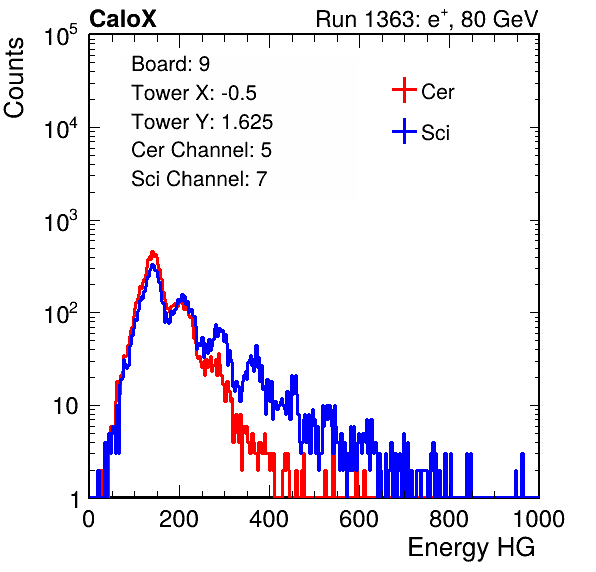 CaloX Run 1363: e⁺, 80 GeV
Counts
Board: 9
Tower X: -0.5
Tower Y: 1.625
Cer Channel: 5
Sci Channel: 7
Cer
Sci
10⁵
10⁴
10³
10²
10
1
0 200 400 600 800 1000
Energy HG